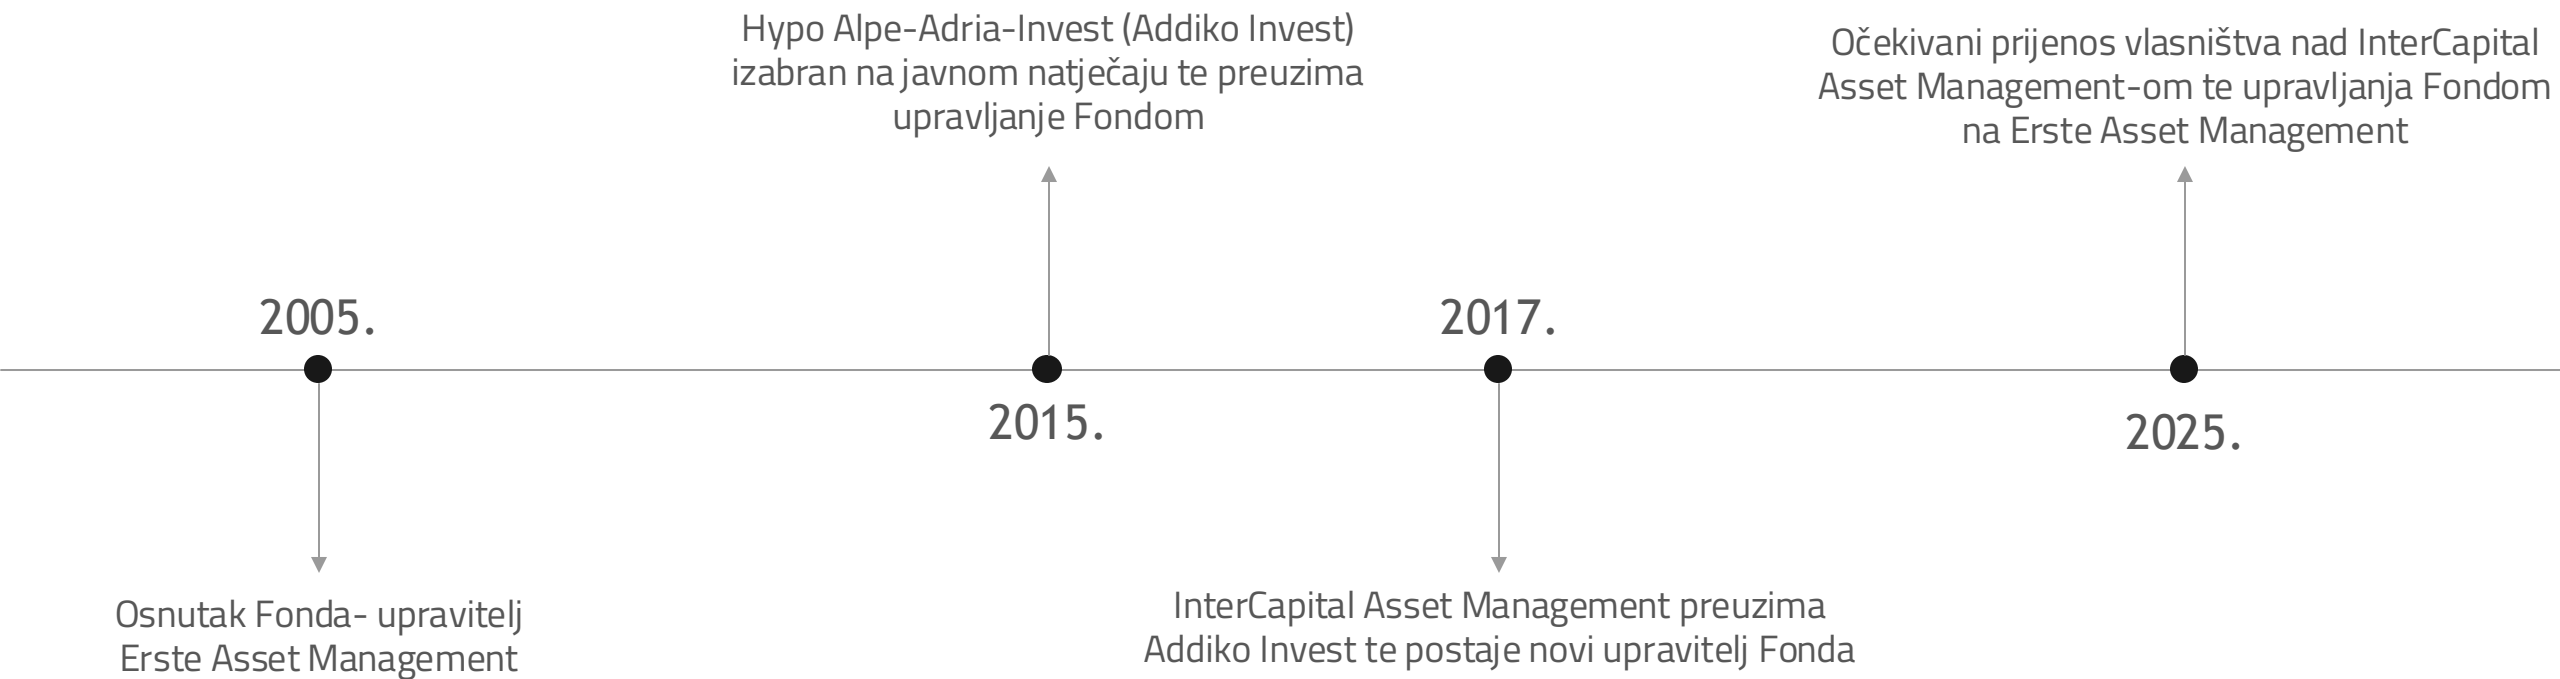 Hypo Alpe-Adria-Invest (Addiko Invest)
izabran na javnom natječaju te preuzima
upravljanje Fondom
Očekivani prijenos vlasništva nad InterCapital
Asset Management-om te upravljanja Fondom
na Erste Asset Management
2005.
2017.
2015.
2025.
Osnutak Fonda- upravitelj
Erste Asset Management
InterCapital Asset Management preuzima
Addiko Invest te postaje novi upravitelj Fonda